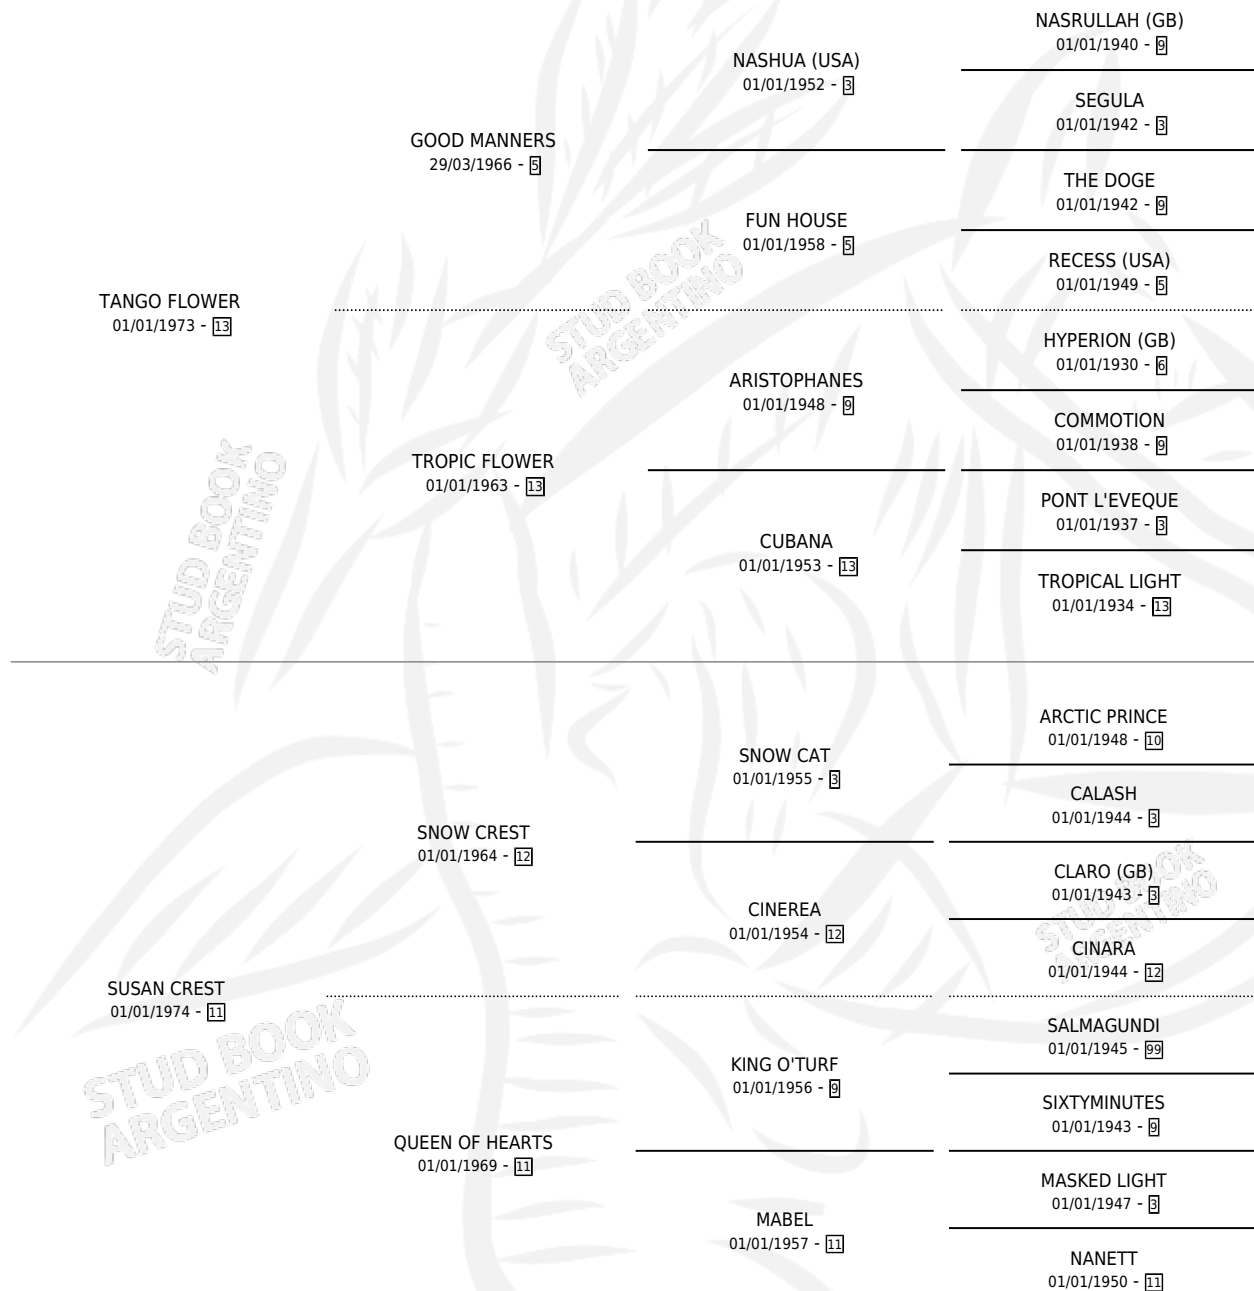 TANGO FLOWER
01/01/1973 - 13
GOOD MANNERS
29/03/1966 - 5
NASHUA (USA)
01/01/1952 - 3
NASRULLAH (GB)
01/01/1940 - 9
SEGULA
01/01/1942 - 3
FUN HOUSE
01/01/1958 - 5
THE DOGE
01/01/1942 - 9
RECESS (USA)
01/01/1949 - 5
TROPIC FLOWER
01/01/1963 - 13
ARISTOPHANES
01/01/1948 - 9
HYPERION (GB)
01/01/1930 - 6
COMMOTION
01/01/1938 - 9
CUBANA
01/01/1953 - 13
PONT L'EVEQUE
01/01/1937 - 3
TROPICAL LIGHT
01/01/1934 - 13
SUSAN CREST
01/01/1974 - 11
SNOW CREST
01/01/1964 - 12
SNOW CAT
01/01/1955 - 3
ARCTIC PRINCE
01/01/1948 - 10
CALASH
01/01/1944 - 3
CINEREA
01/01/1954 - 12
CLARO (GB)
01/01/1943 - 3
CINARA
01/01/1944 - 12
QUEEN OF HEARTS
01/01/1969 - 11
KING O'TURF
01/01/1956 - 9
SALMAGUNDI
01/01/1945 - 99
SIXTYMINUTES
01/01/1943 - 9
MABEL
01/01/1957 - 11
MASKED LIGHT
01/01/1947 - 3
NANETT
01/01/1950 - 11
STUD BOOK
ARGENTINO
STUD BOOK
ARGENTINO
STUD BOOK
ARGENTINO
STUD BOOK
ARGENTINO